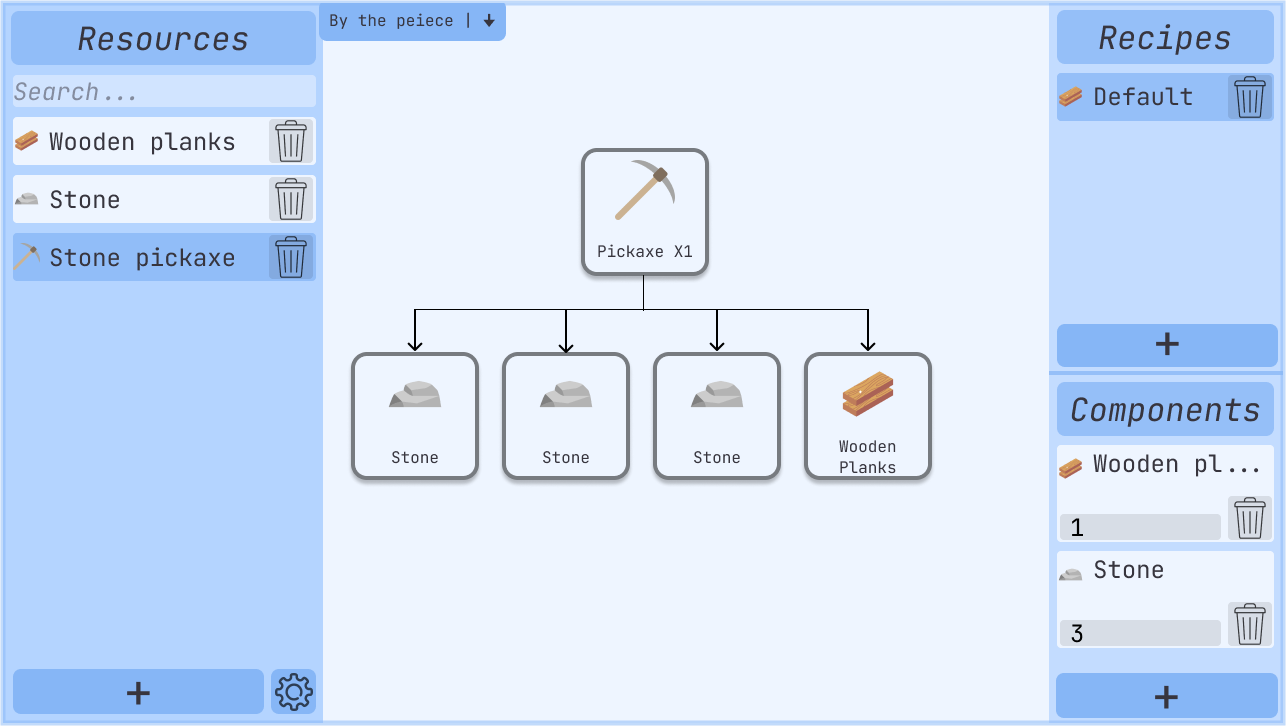 Resources
Search...
Wooden planks
Stone
Stone pickaxe
+
By the peiece | ↓
Pickaxe X1
Stone
Stone
Stone
Wooden
Planks
Recipes
Default
+
Components
Wooden pl...
1
Stone
3
+